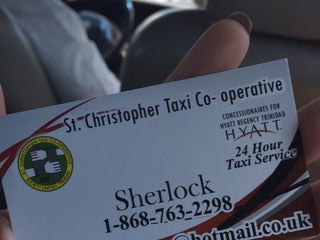 St. Christopher Taxi Co- operative
CONCESSIONAIRES FOR
HYATT REGENCY TRINIDAD
HYATT
24 Hour
Taxi Service
Sherlock
1-868-763-2298
@hotmail.co.uk